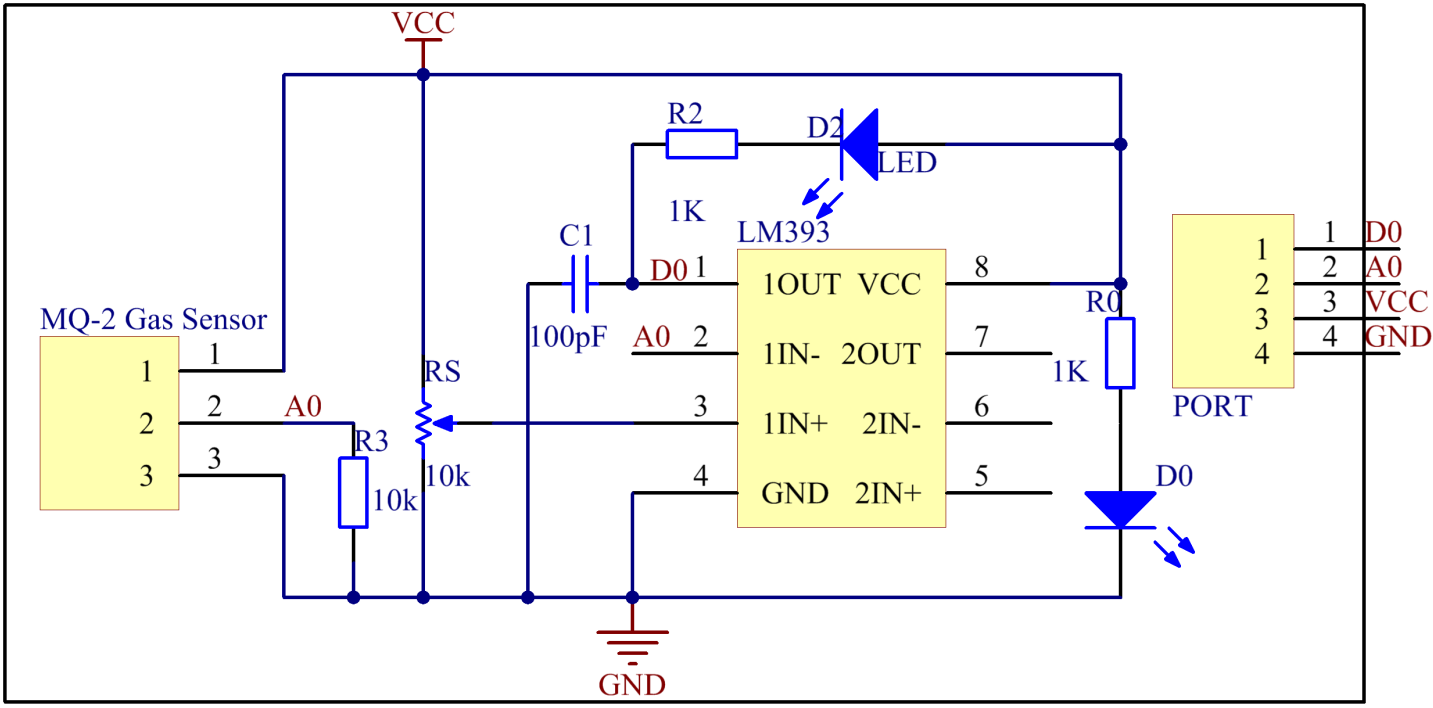 VCC
R2
D2
LED
1K
LM393
C1
D0 1
1OUT VCC
8
100pF
A0 2
1IN- 2OUT
7
3
1IN+ 2IN-
6
4
GND 2IN+
5
MQ-2 Gas Sensor
1 1
2 2
A0
3 3
R3
10k
RS
10k
R0
1K
D0
GND
1 1 D0
2 2 A0
3 3 VCC
4 4 GND
PORT